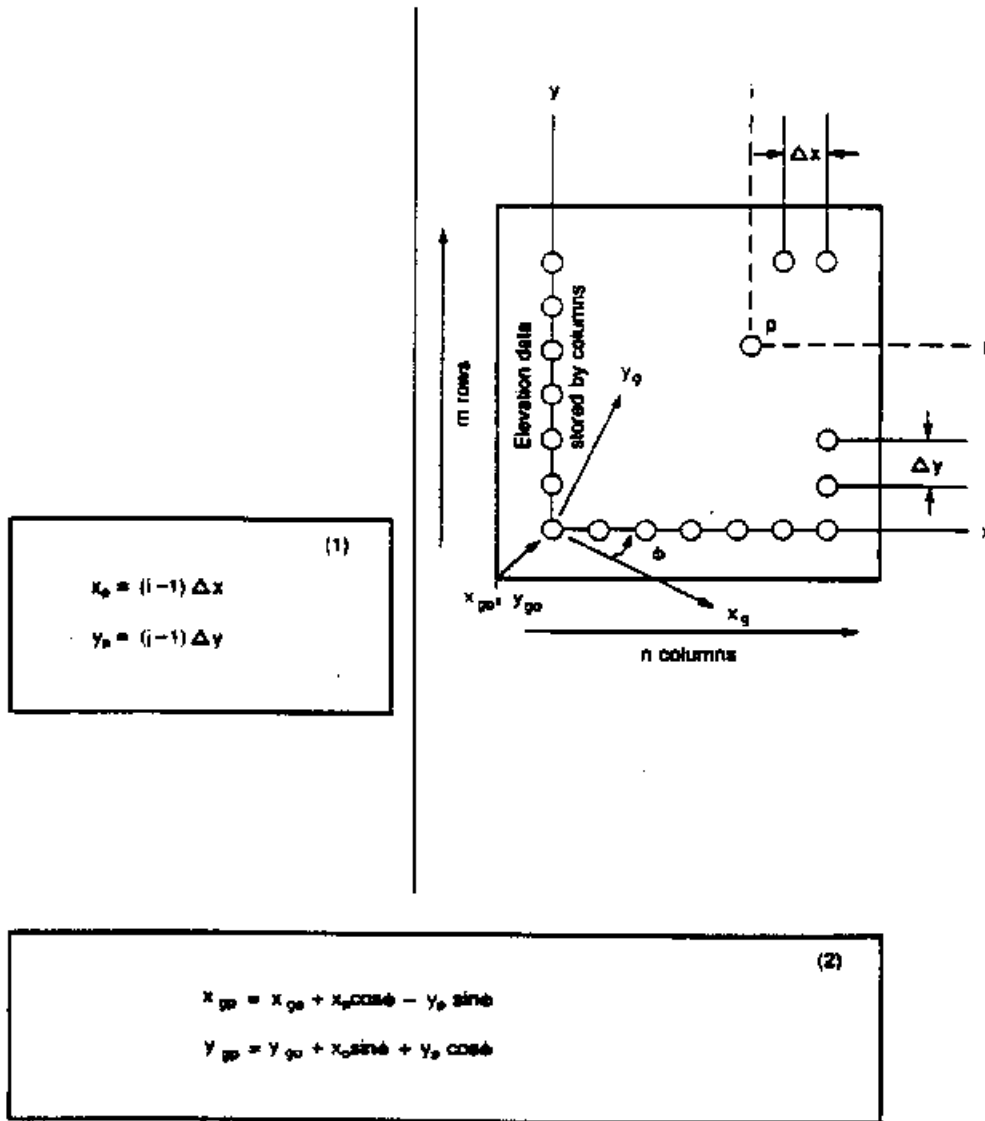 y
Δx
m rows
Elevation data
stored by columns
p
y_g
Δy
x
Φ
x_go, y_go
x_g
n columns
(1)
x_p = (i−1) Δx
y_p = (j−1) Δy
(2)
x_gp = x_go + x_p cosΦ − y_p sinΦ
y_gp = y_go + x_p sinΦ + y_p cosΦ